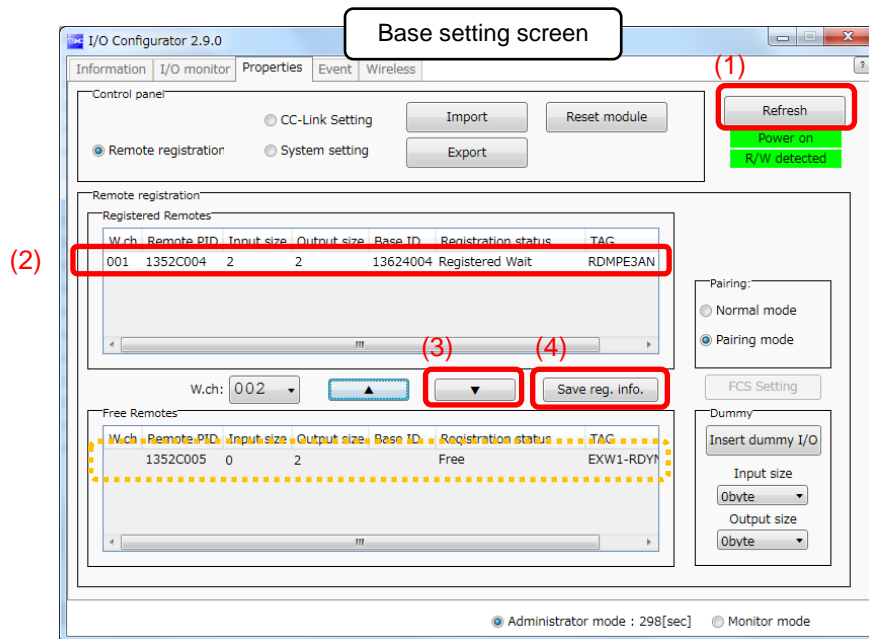 Base setting screen
I/O Configurator 2.9.0
Information I/O monitor Properties Event Wireless
(1)
?
Control panel
CC-Link Setting Import Reset module Refresh
Power on
Remote registration System setting Export R/W detected
Remote registration
Registered Remotes
W.ch Remote PID Input size Output size Base ID Registration status TAG
(2)
001 1352C004 2 2 13624004 Registered Wait RDMPE3AN
Pairing:
Normal mode
Pairing mode
(3) (4)
W.ch: 002 ▲ ▼ Save reg. info. FCS Setting
Free Remotes Dummy
W.ch Remote PID Input size Output size Base ID Registration status TAG
Insert dummy I/O
1352C005 0 2 Free EXW1-RDYN
Input size
0byte
Output size
0byte
Administrator mode : 298[sec] Monitor mode